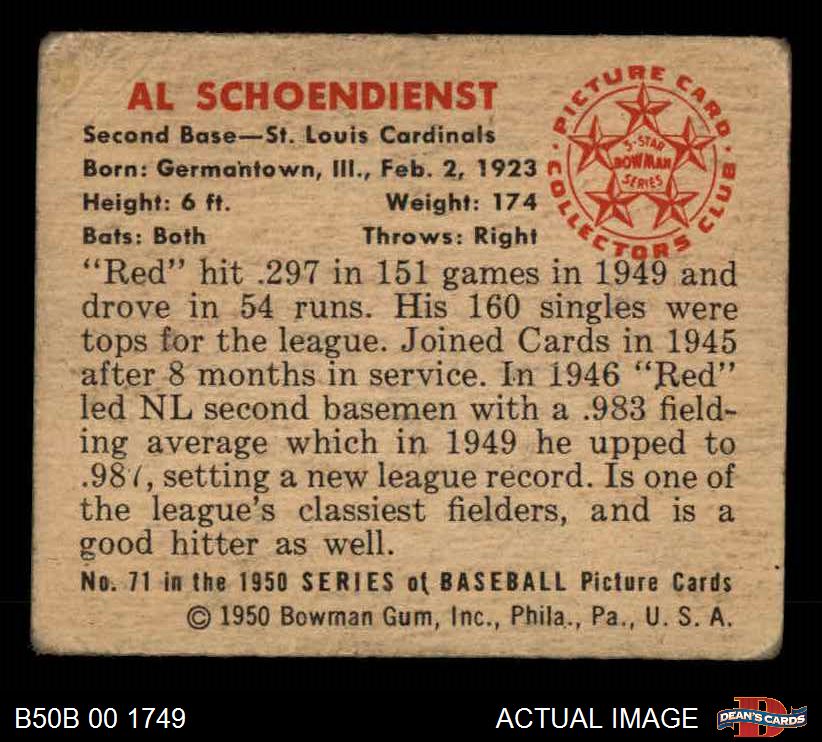 AL SCHOENDIENST
Second Base—St. Louis Cardinals
Born: Germantown, Ill., Feb. 2, 1923
Height: 6 ft. Weight: 174
Bats: Both Throws: Right
PICTURE CARD
COLLECTORS CLUB
5-STAR
BOWMAN
SERIES
"Red" hit .297 in 151 games in 1949 and
drove in 54 runs. His 160 singles were
tops for the league. Joined Cards in 1945
after 8 months in service. In 1946 "Red"
led NL second basemen with a .983 field-
ing average which in 1949 he upped to
.987, setting a new league record. Is one of
the league's classiest fielders, and is a
good hitter as well.
No. 71 in the 1950 SERIES of BASEBALL Picture Cards
© 1950 Bowman Gum, Inc., Phila., Pa., U. S. A.
B50B 00 1749
ACTUAL IMAGE
D
DEAN'S CARDS